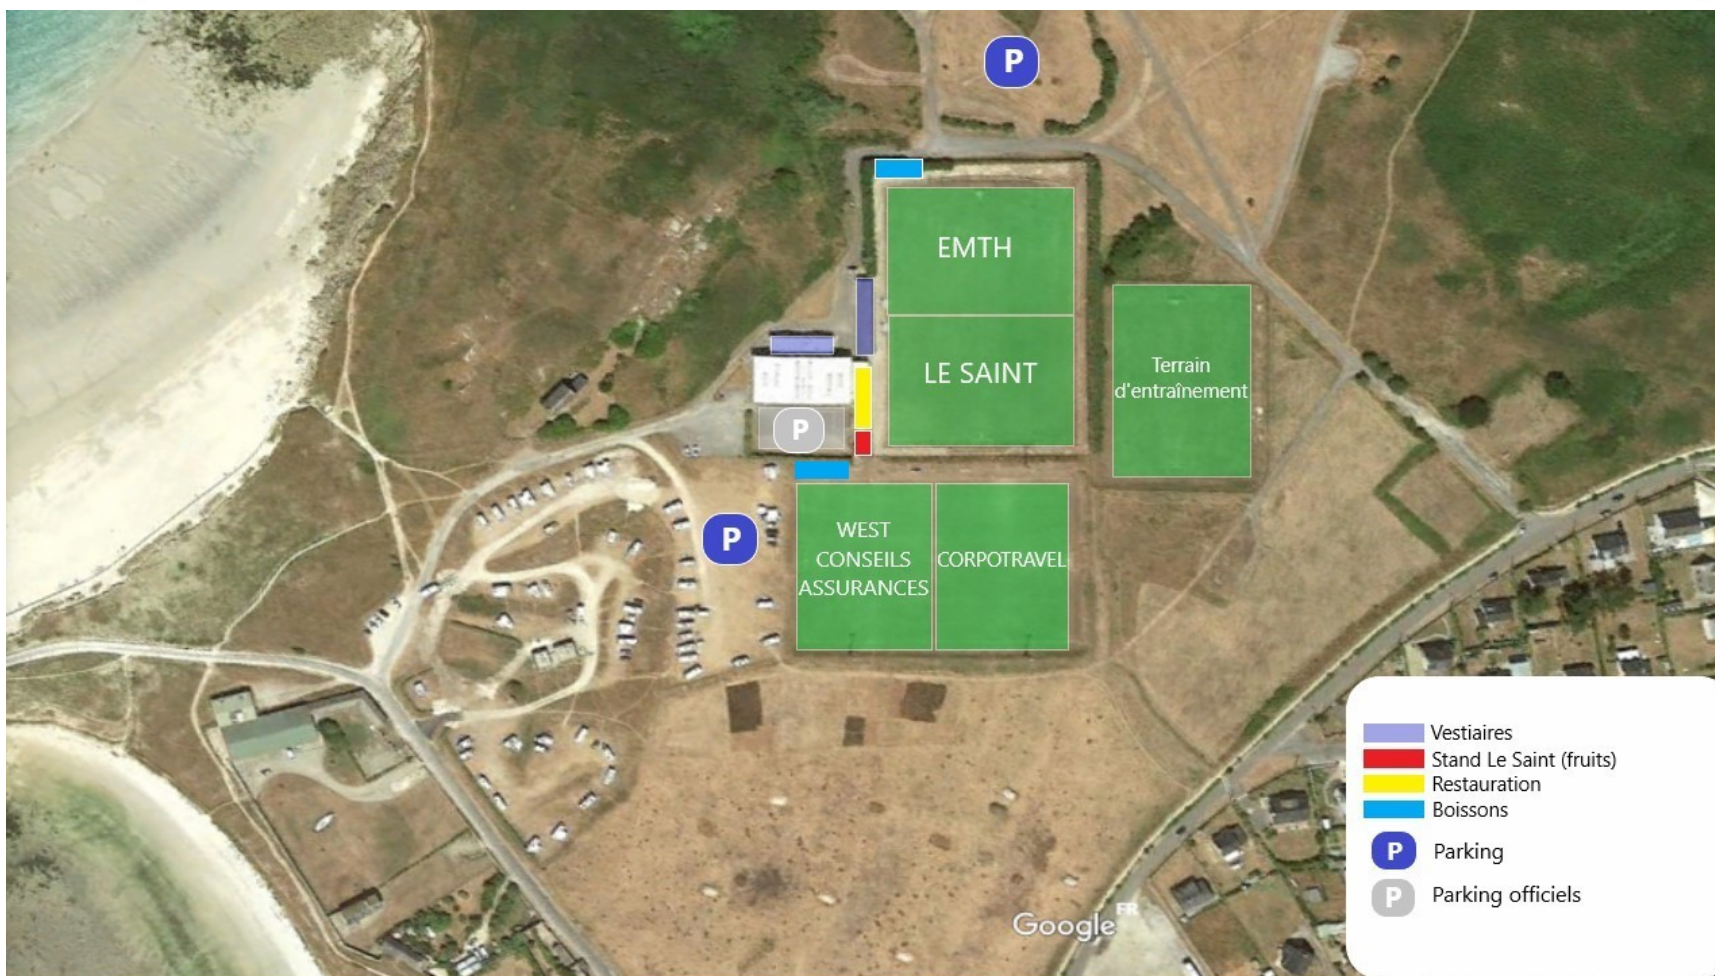 P
EMTH
LE SAINT
Terrain
d'entraînement
P
P
WEST
CONSEILS
ASSURANCES
CORPOTRAVEL
Vestiaires
Stand Le Saint (fruits)
Restauration
Boissons
P Parking
P Parking officiels
Google
FR